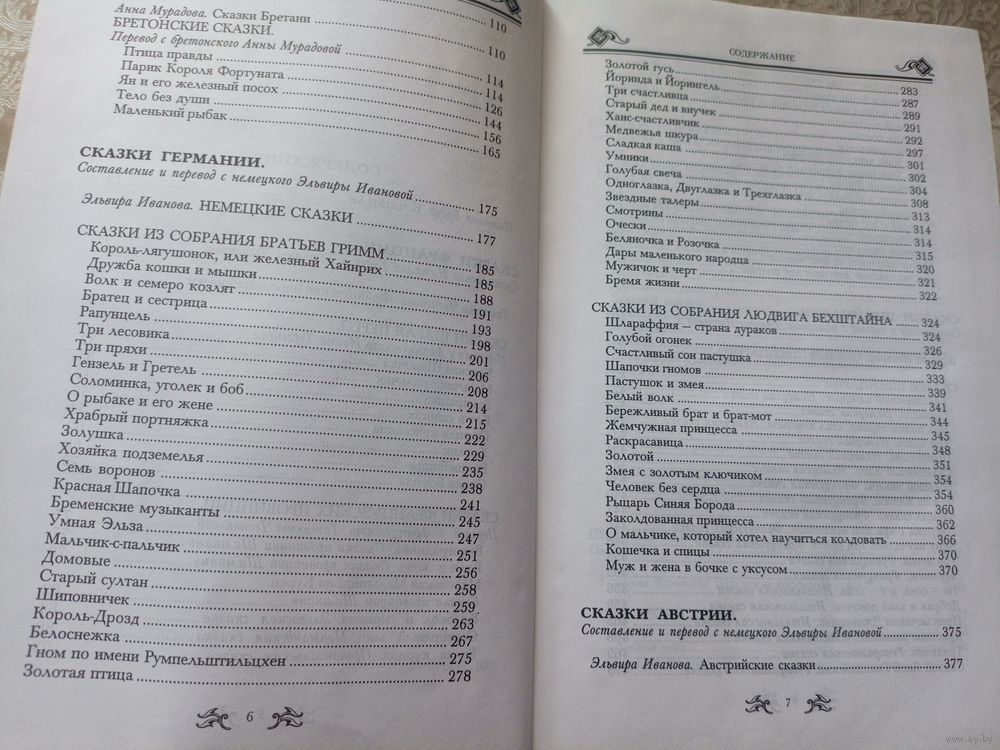 110
Анна Мурадова. Сказки Бретани 110
БРЕТОНСКИЕ СКАЗКИ.
Перевод с бретонского Анны Мурадовой 114
Птица правды 114
Парик Короля Фортуната 126
Ян и его железный посох 144
Тело без души 156
Маленький рыбак 165
СКАЗКИ ГЕРМАНИИ.
Составление и перевод с немецкого Эльвиры Ивановой 175
Эльвира Иванова. НЕМЕЦКИЕ СКАЗКИ 177
СКАЗКИ ИЗ СОБРАНИЯ БРАТЬЕВ ГРИММ 185
Король-лягушонок, или железный Хайнрих 185
Дружба кошки и мышки 188
Волк и семеро козлят 191
Братец и сестрица 193
Рапунцель 198
Три лесовика 201
Три пряхи 206
Гензель и Гретель 208
Соломинка, уголек и боб 214
О рыбаке и его жене 215
Храбрый портняжка 222
Золушка 229
Хозяйка подземелья 235
Семь воронов 238
Красная Шапочка 241
Бременские музыканты 245
Умная Эльза 247
Мальчик-с-пальчик 251
Домовые 256
Старый султан 258
Шиповничек 259
Король-Дрозд 263
Белоснежка 267
Гном по имени Румпельштильцхен 275
Золотая птица 278
6
СОДЕРЖАНИЕ
Золотой гусь 283
Йоринда и Йорингель 287
Три счастливца 289
Старый дед и внучек 291
Ханс-счастливчик 292
Медвежья шкура 297
Сладкая каша 301
Умники 302
Голубая свеча 304
Одноглазка, Двуглазка и Трехглазка 308
Звездные талеры 313
Смотрины 314
Очески 314
Беляночка и Розочка 315
Дары маленького народца 320
Мужичок и черт 321
Бремя жизни 322
СКАЗКИ ИЗ СОБРАНИЯ ЛЮДВИГА БЕХШТАЙНА 324
Шлараффия – страна дураков 324
Голубой огонек 326
Счастливый сон пастушка 329
Шапочки гномов 333
Пастушок и змея 339
Белый волк 341
Бережливый брат и брат-мот 344
Жемчужная принцесса 345
Раскрасавица 348
Золотой 351
Змея с золотым ключиком 354
Человек без сердца 354
Рыцарь Синяя Борода 360
Заколдованная принцесса 362
О мальчике, который хотел научиться колдовать 366
Кошечка и спицы 370
Муж и жена в бочке с уксусом 370
СКАЗКИ АВСТРИИ.
Составление и перевод с немецкого Эльвиры Ивановой 375
Эльвира Иванова. Австрийские сказки 377
7
www.ay.by